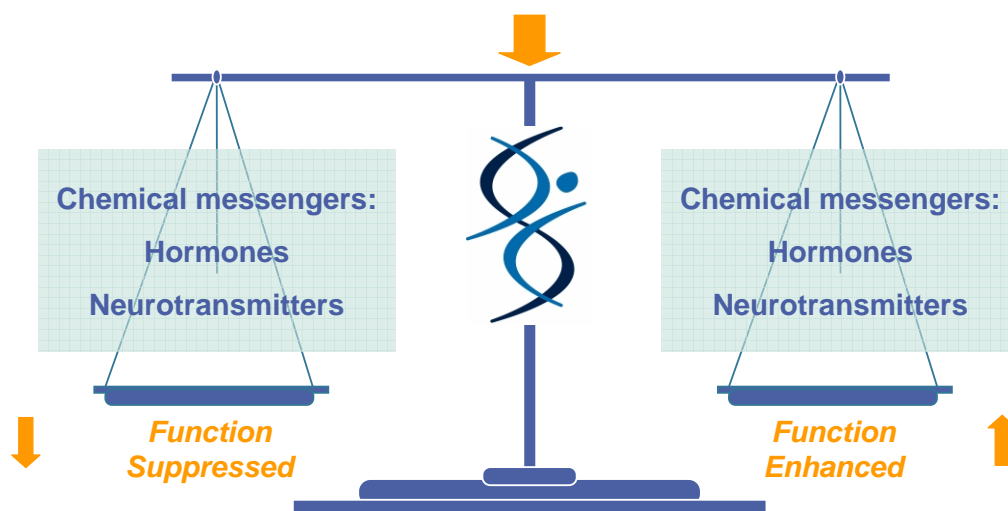 Chemical messengers:
Hormones
Neurotransmitters
Function
Suppressed
Chemical messengers:
Hormones
Neurotransmitters
Function
Enhanced